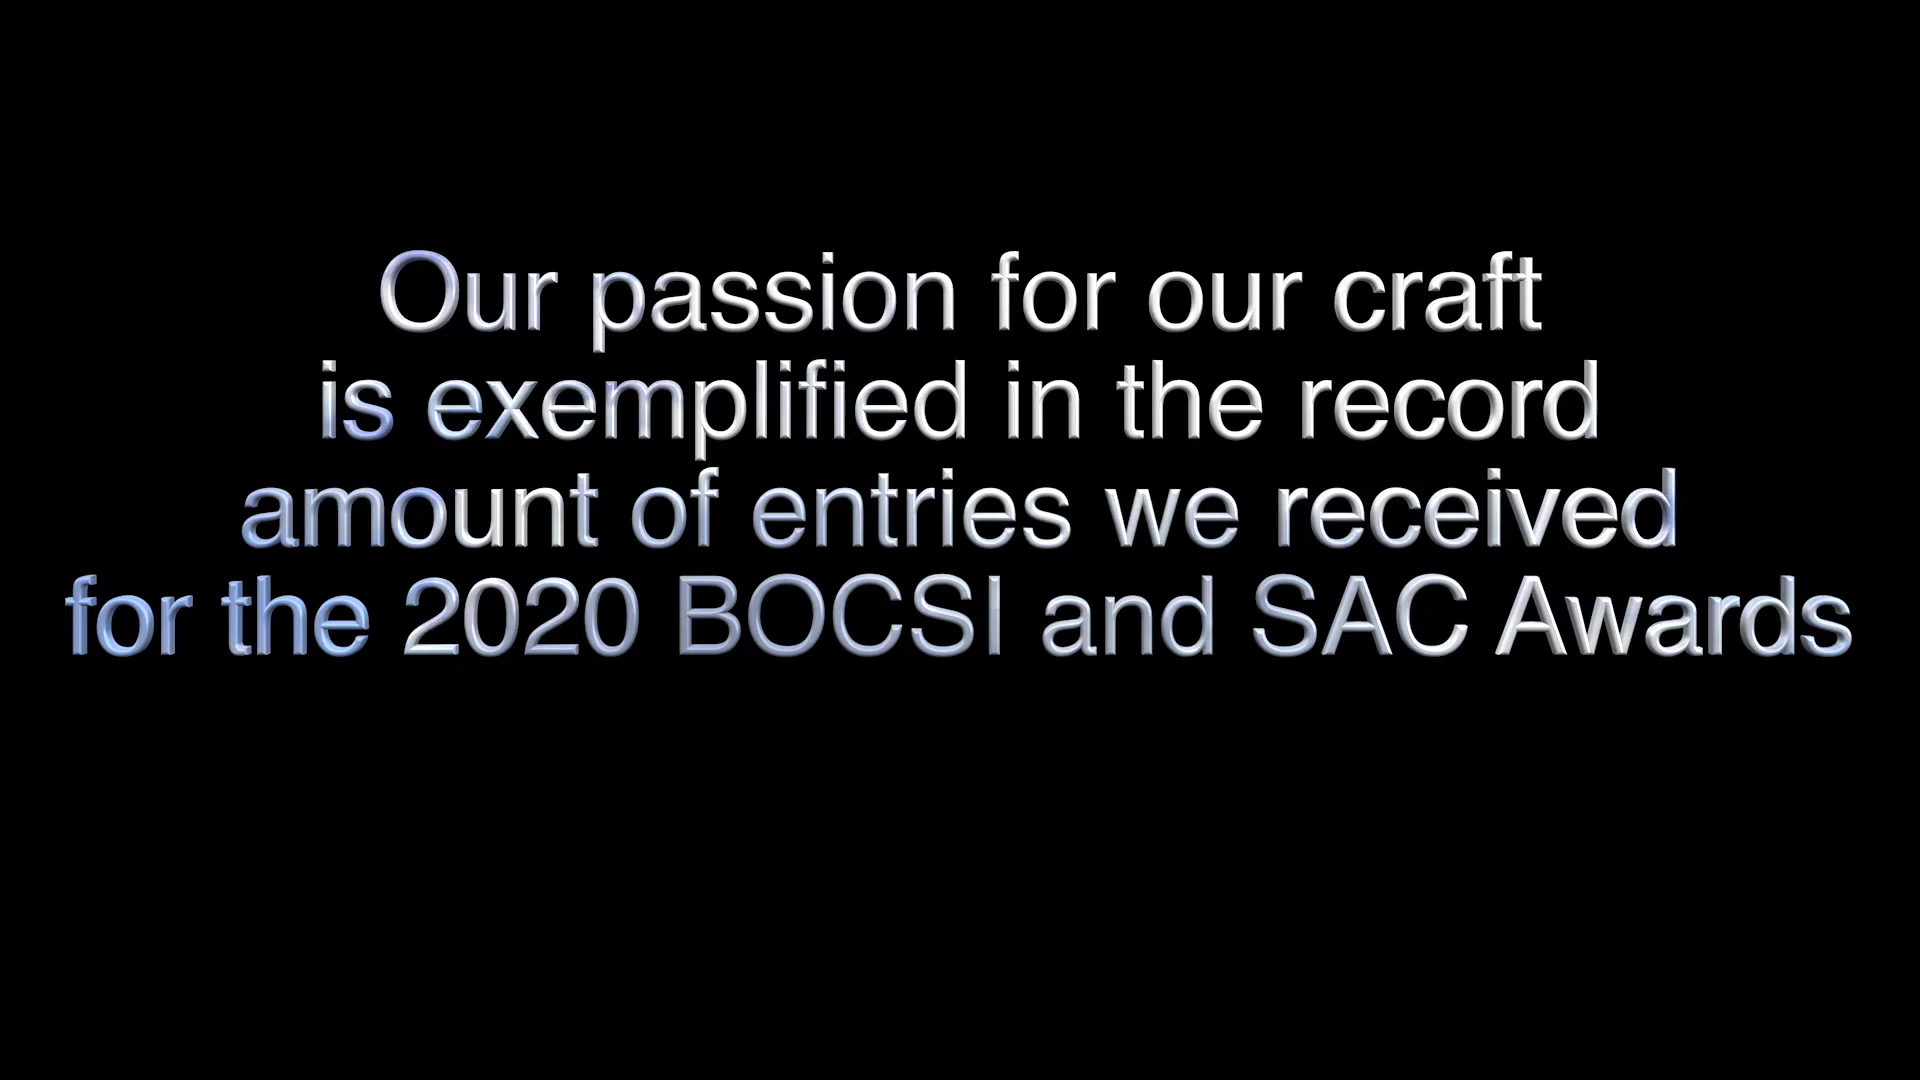 Our passion for our craft
is exemplified in the record
amount of entries we received
for the 2020 BOCSI and SAC Awards